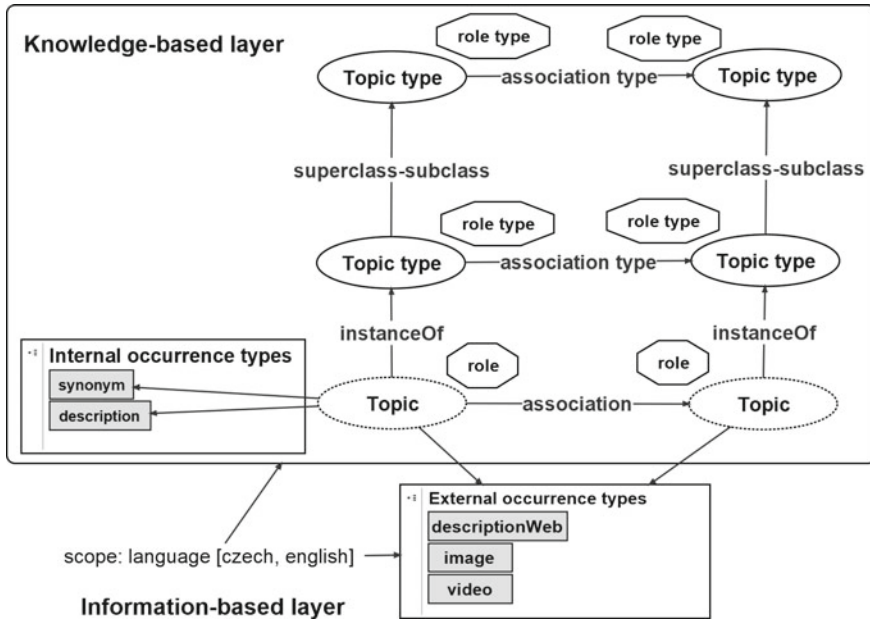 Knowledge-based layer
role type
role type
Topic type
association type
Topic type
superclass-subclass
superclass-subclass
role type
role type
Topic type
association type
Topic type
instanceOf
instanceOf
Internal occurrence types
synonym
description
role
role
Topic
association
Topic
External occurrence types
descriptionWeb
image
video
scope: language [czech, english]
Information-based layer